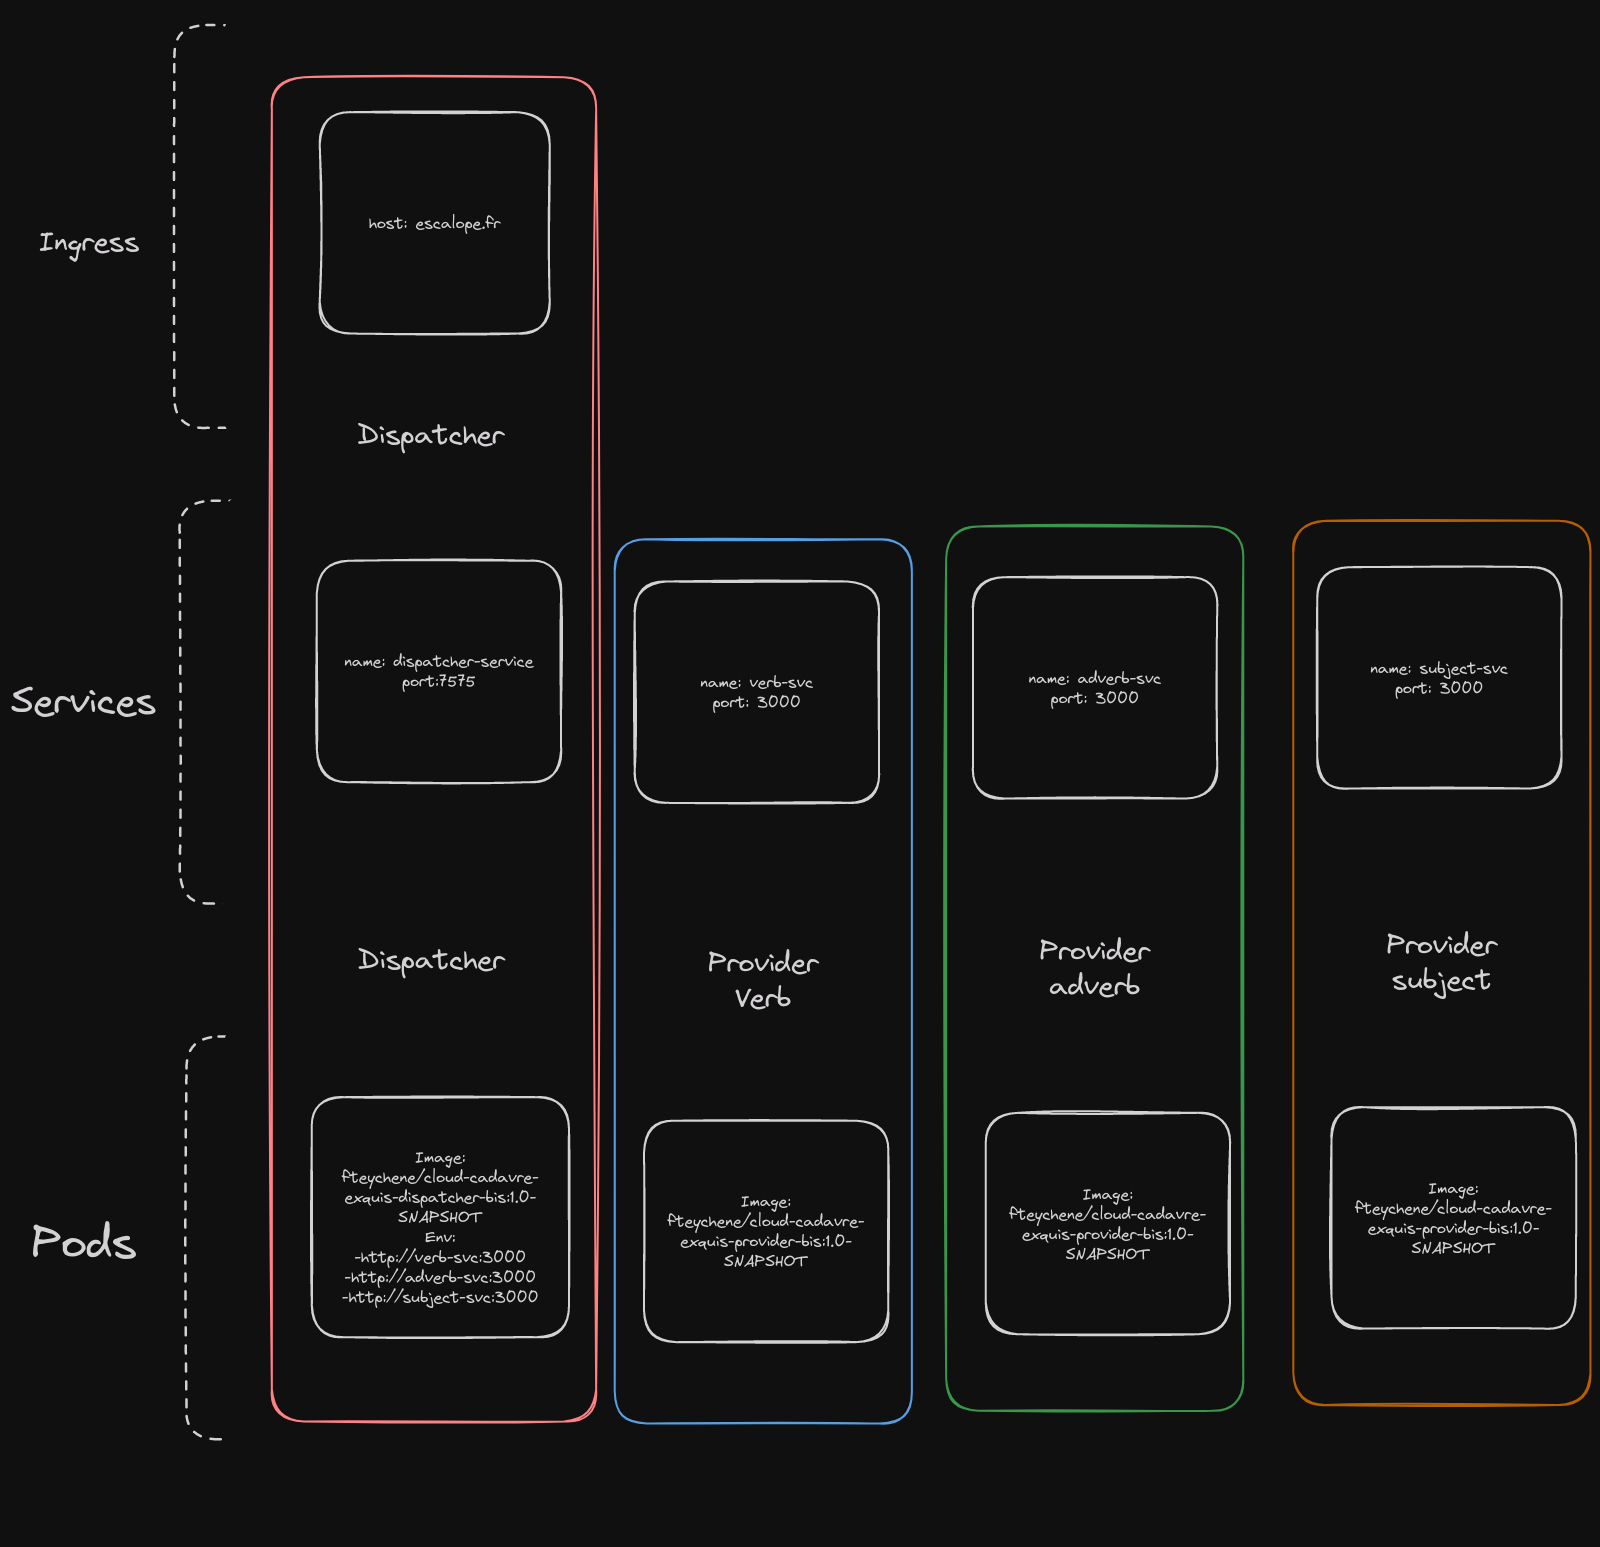 Ingress
host: escalope.fr
Dispatcher
Services
name: dispatcher-service
port:7575
name: verb-svc
port: 3000
name: adverb-svc
port: 3000
name: subject-svc
port: 3000
Dispatcher
Provider
Verb
Provider
adverb
Provider
subject
Pods
Image:
fteychene/cloud-cadavre-
exquis-dispatcher-bis:1.0-
SNAPSHOT
Env:
-http://verb-svc:3000
-http://adverb-svc:3000
-http://subject-svc:3000
Image:
fteychene/cloud-cadavre-
exquis-provider-bis:1.0-
SNAPSHOT
Image:
fteychene/cloud-cadavre-
exquis-provider-bis:1.0-
SNAPSHOT
Image:
fteychene/cloud-cadavre-
exquis-provider-bis:1.0-
SNAPSHOT